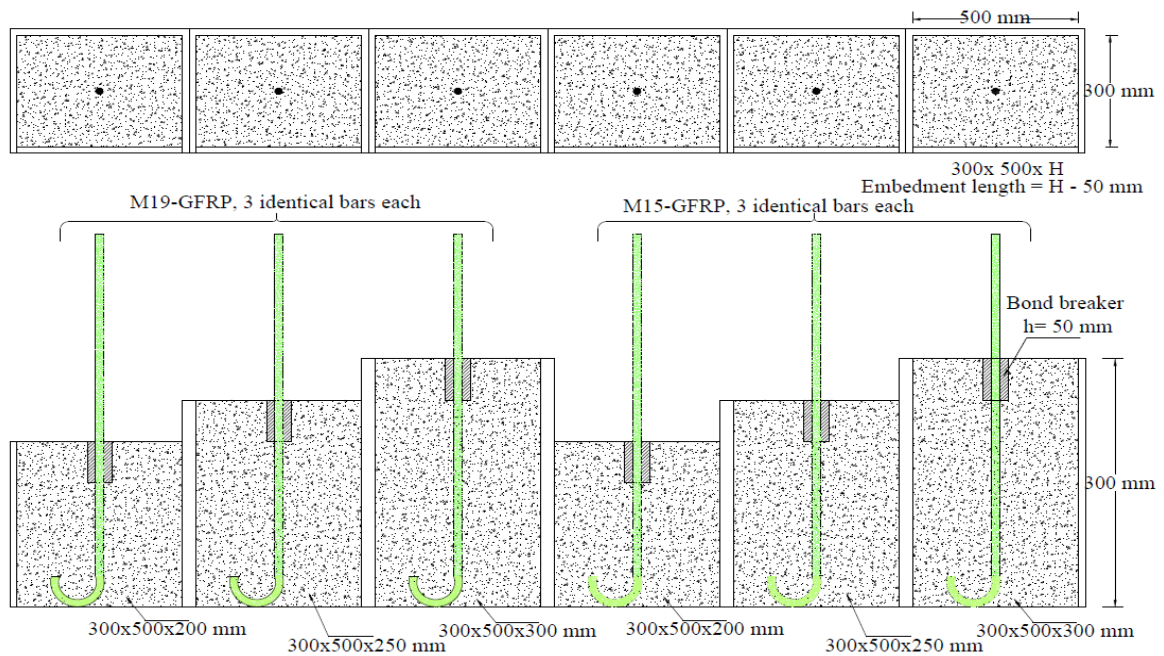 500 mm
300 mm
300x 500x H
Embedment length = H - 50 mm
M19-GFRP, 3 identical bars each
M15-GFRP, 3 identical bars each
Bond breaker
h= 50 mm
300 mm
300x500x200 mm
300x500x250 mm
300x500x300 mm
300x500x200 mm
300x500x250 mm
300x500x300 mm